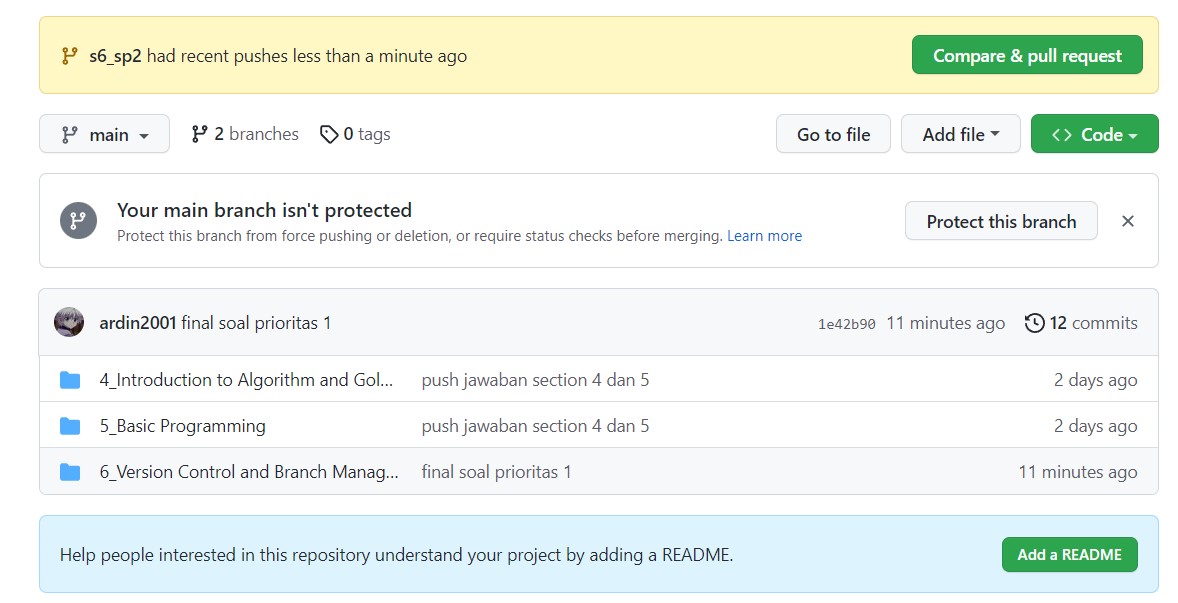 s6_sp2 had recent pushes less than a minute ago Compare & pull request
main 2 branches 0 tags Go to file Add file <> Code
Your main branch isn't protected
Protect this branch from force pushing or deletion, or require status checks before merging. Learn more Protect this branch
ardin2001 final soal prioritas 1 1e42b90 11 minutes ago 12 commits
4_Introduction to Algorithm and Gol... push jawaban section 4 dan 5 2 days ago
5_Basic Programming push jawaban section 4 dan 5 2 days ago
6_Version Control and Branch Manag... final soal prioritas 1 11 minutes ago
Help people interested in this repository understand your project by adding a README. Add a README